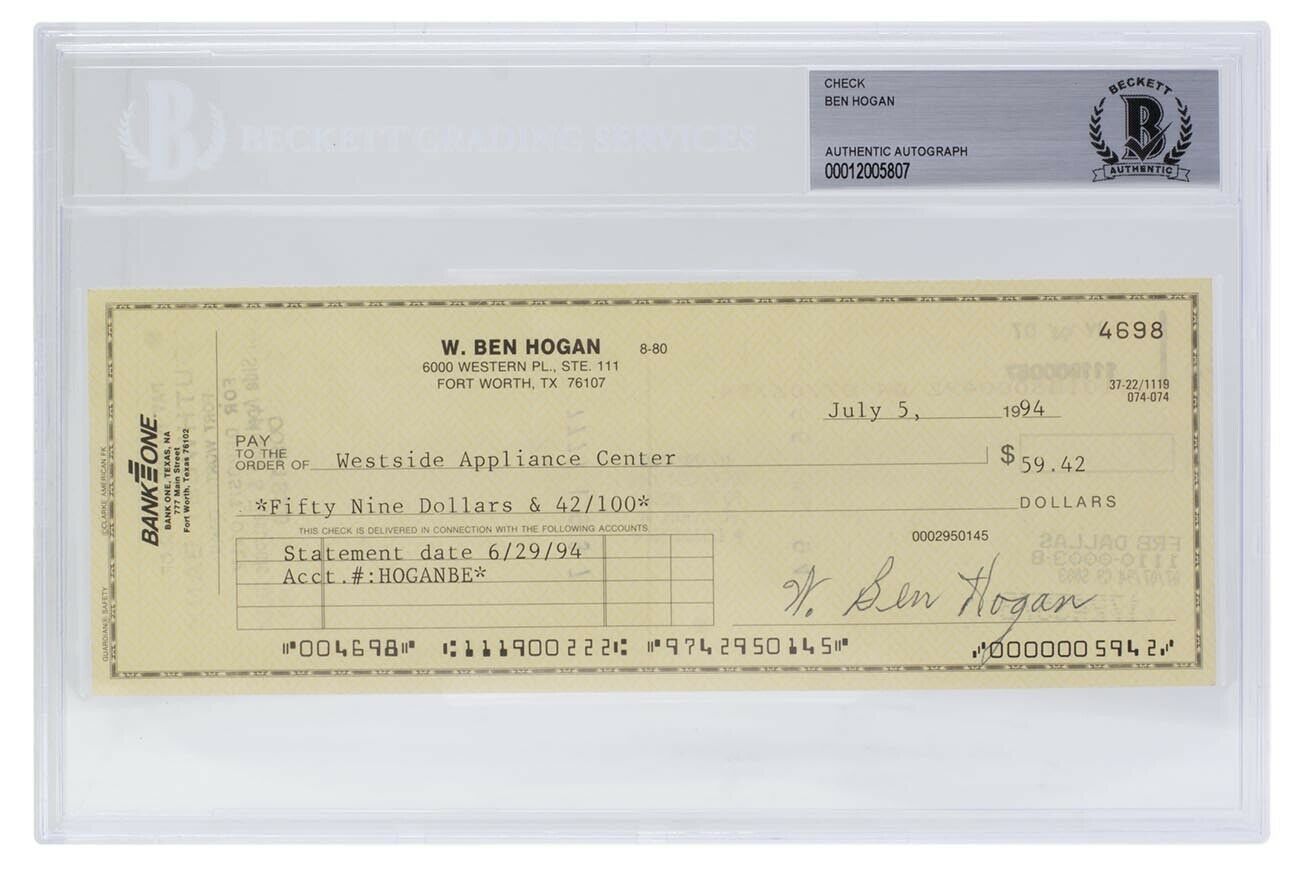 BECKETT GRADING SERVICES
CHECK
BEN HOGAN
AUTHENTIC AUTOGRAPH
00012005807
BECKETT
B
AUTHENTIC
4698
W. BEN HOGAN 8-80
6000 WESTERN PL., STE. 111
FORT WORTH, TX 76107
37-22/1119
074-074
July 5, 1994
PAY
TO THE
ORDER OF Westside Appliance Center $ 59.42
*Fifty Nine Dollars & 42/100* DOLLARS
THIS CHECK IS DELIVERED IN CONNECTION WITH THE FOLLOWING ACCOUNTS
0002950145
Statement date 6/29/94
Acct.#:HOGANBE*
W. Ben Hogan
BANK ONE
BANK ONE, TEXAS, NA
777 Main Street
Fort Worth, Texas 76102
GUARDIAN® SAFETY
©CLARKE AMERICAN
⑈004698⑈ ⑆111900222⑆ ⑈9742950145⑈ ⑇0000005942⑇